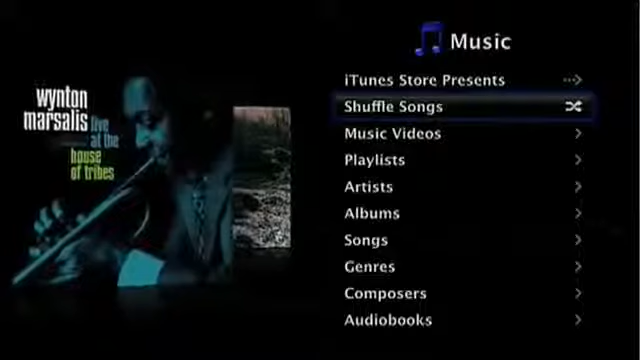 Music
wynton
marsalis
live
at the
house
of tribes
iTunes Store Presents
Shuffle Songs
Music Videos
Playlists
Artists
Albums
Songs
Genres
Composers
Audiobooks